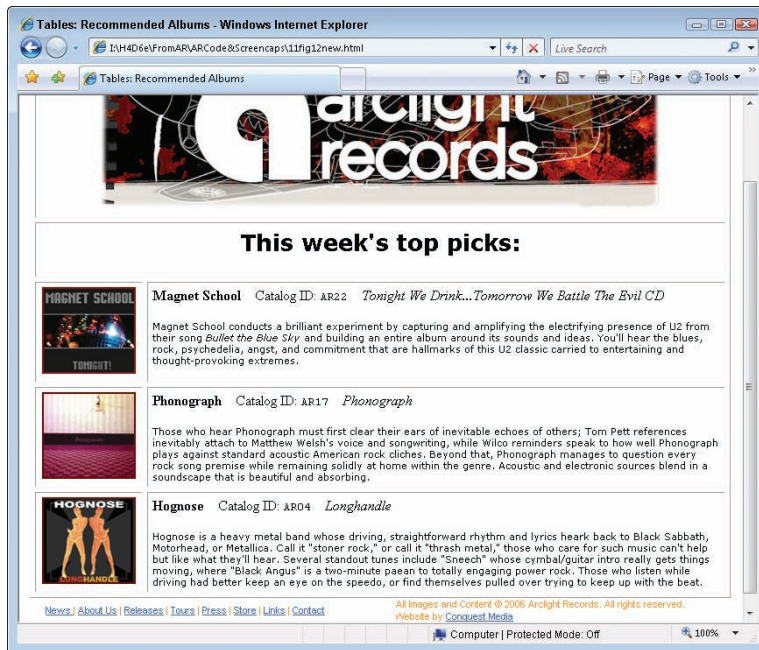 Tables: Recommended Albums - Windows Internet Explorer
I:\H4D6e\FromAR\ARCode&Screencaps\11fig12new.html
Live Search
Tables: Recommended Albums
Page
Tools
arclight
records
This week's top picks:
MAGNET SCHOOL
TONIGHT!
Magnet School Catalog ID: AR22 Tonight We Drink...Tomorrow We Battle The Evil CD
Magnet School conducts a brilliant experiment by capturing and amplifying the electrifying presence of U2 from
their song Bullet the Blue Sky and building an entire album around its sounds and ideas. You'll hear the blues,
rock, psychedelia, angst, and commitment that are hallmarks of this U2 classic carried to entertaining and
thought-provoking extremes.
Phonograph Catalog ID: AR17 Phonograph
Those who hear Phonograph must first clear their ears of inevitable echoes of others; Tom Pett references
inevitably attach to Matthew Welsh's voice and songwriting, while Wilco reminders speak to how well Phonograph
plays against standard acoustic American rock cliches. Beyond that, Phonograph manages to question every
rock song premise while remaining solidly at home within the genre. Acoustic and electronic sources blend in a
soundscape that is beautiful and absorbing.
HOGNOSE
LONGHANDLE
Hognose Catalog ID: AR04 Longhandle
Hognose is a heavy metal band whose driving, straightforward rhythm and lyrics heark back to Black Sabbath,
Motorhead, or Metallica. Call it "stoner rock," or call it "thrash metal," those who care for such music can't help
but like what they'll hear. Several standout tunes include "Sneech" whose cymbal/guitar intro really gets things
moving, where "Black Angus" is a two-minute paean to totally engaging power rock. Those who listen while
driving had better keep an eye on the speedo, or find themselves pulled over trying to keep up with the beat.
News | About Us | Releases | Tours | Press | Store | Links | Contact
All Images and Content © 2006 Arclight Records. All rights reserved.
Website by Conquest Media
Computer | Protected Mode: Off
100%